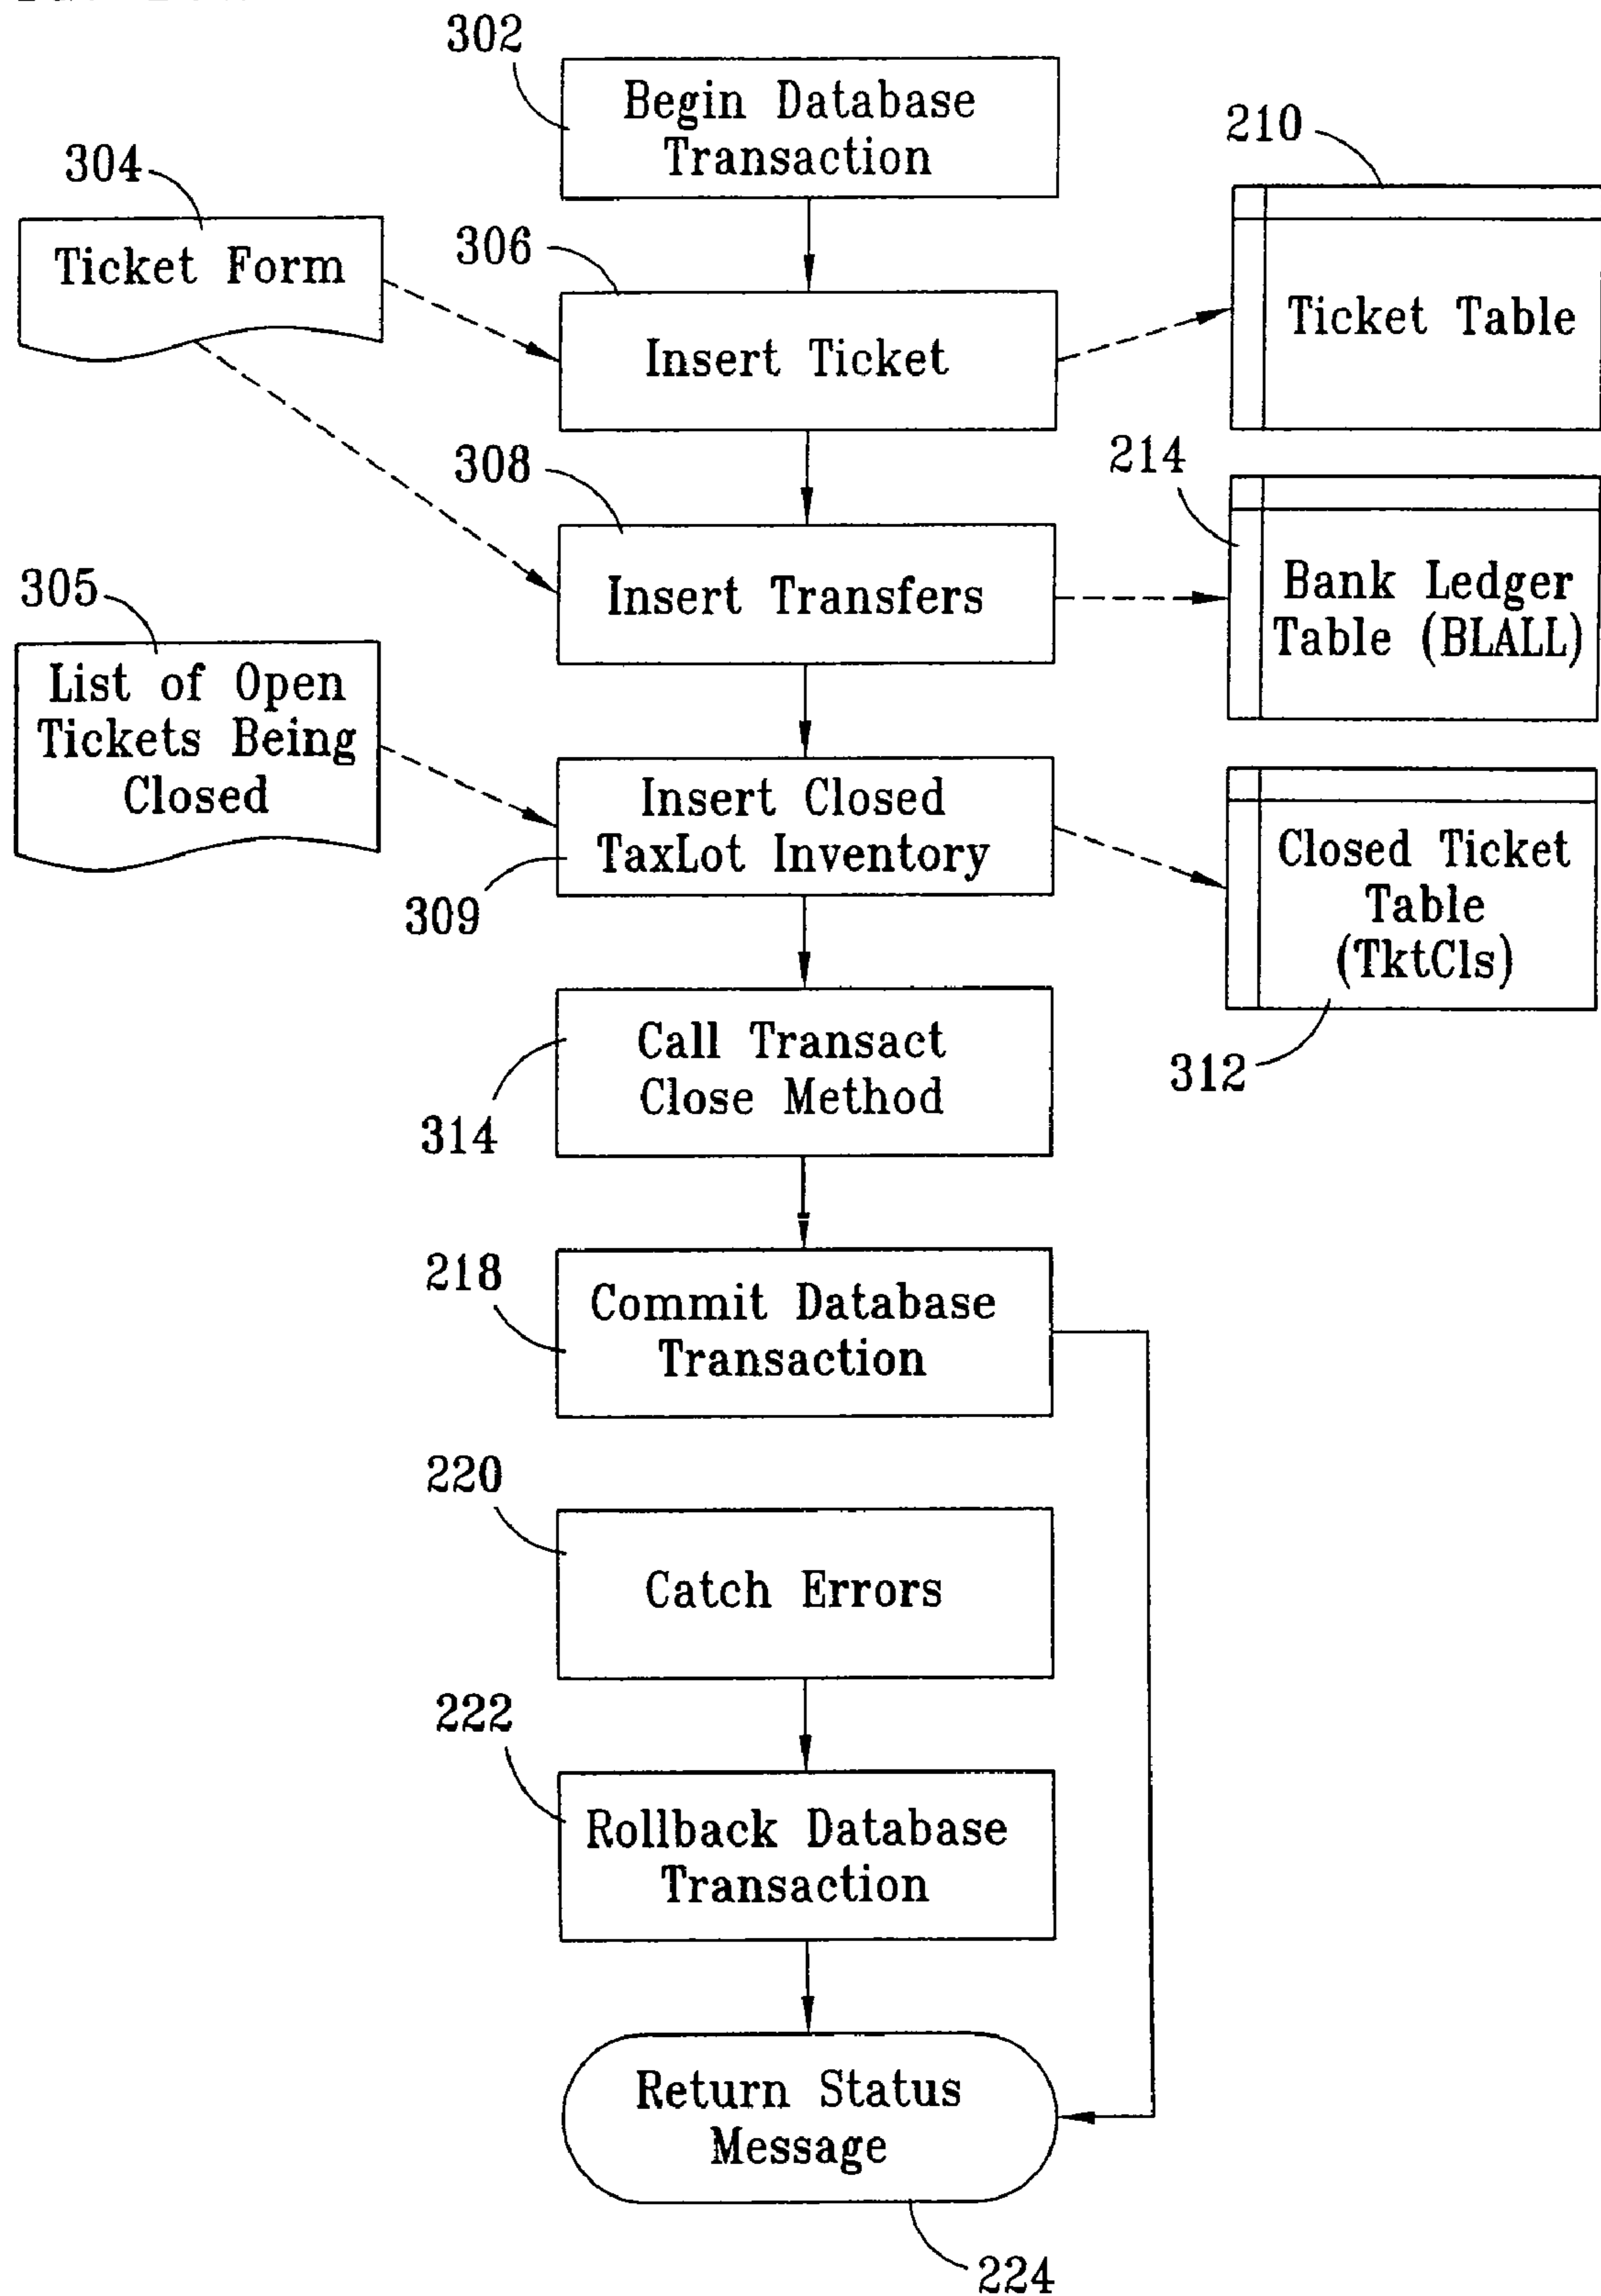 302
Begin Database
Transaction
210
304
Ticket Form
306
Insert Ticket
Ticket Table
308
Insert Transfers
214
Bank Ledger
Table (BLALL)
305
List of Open
Tickets Being
Closed
Insert Closed
TaxLot Inventory
309
Closed Ticket
Table
(TktCls)
312
Call Transact
Close Method
314
218
Commit Database
Transaction
220
Catch Errors
222
Rollback Database
Transaction
Return Status
Message
224